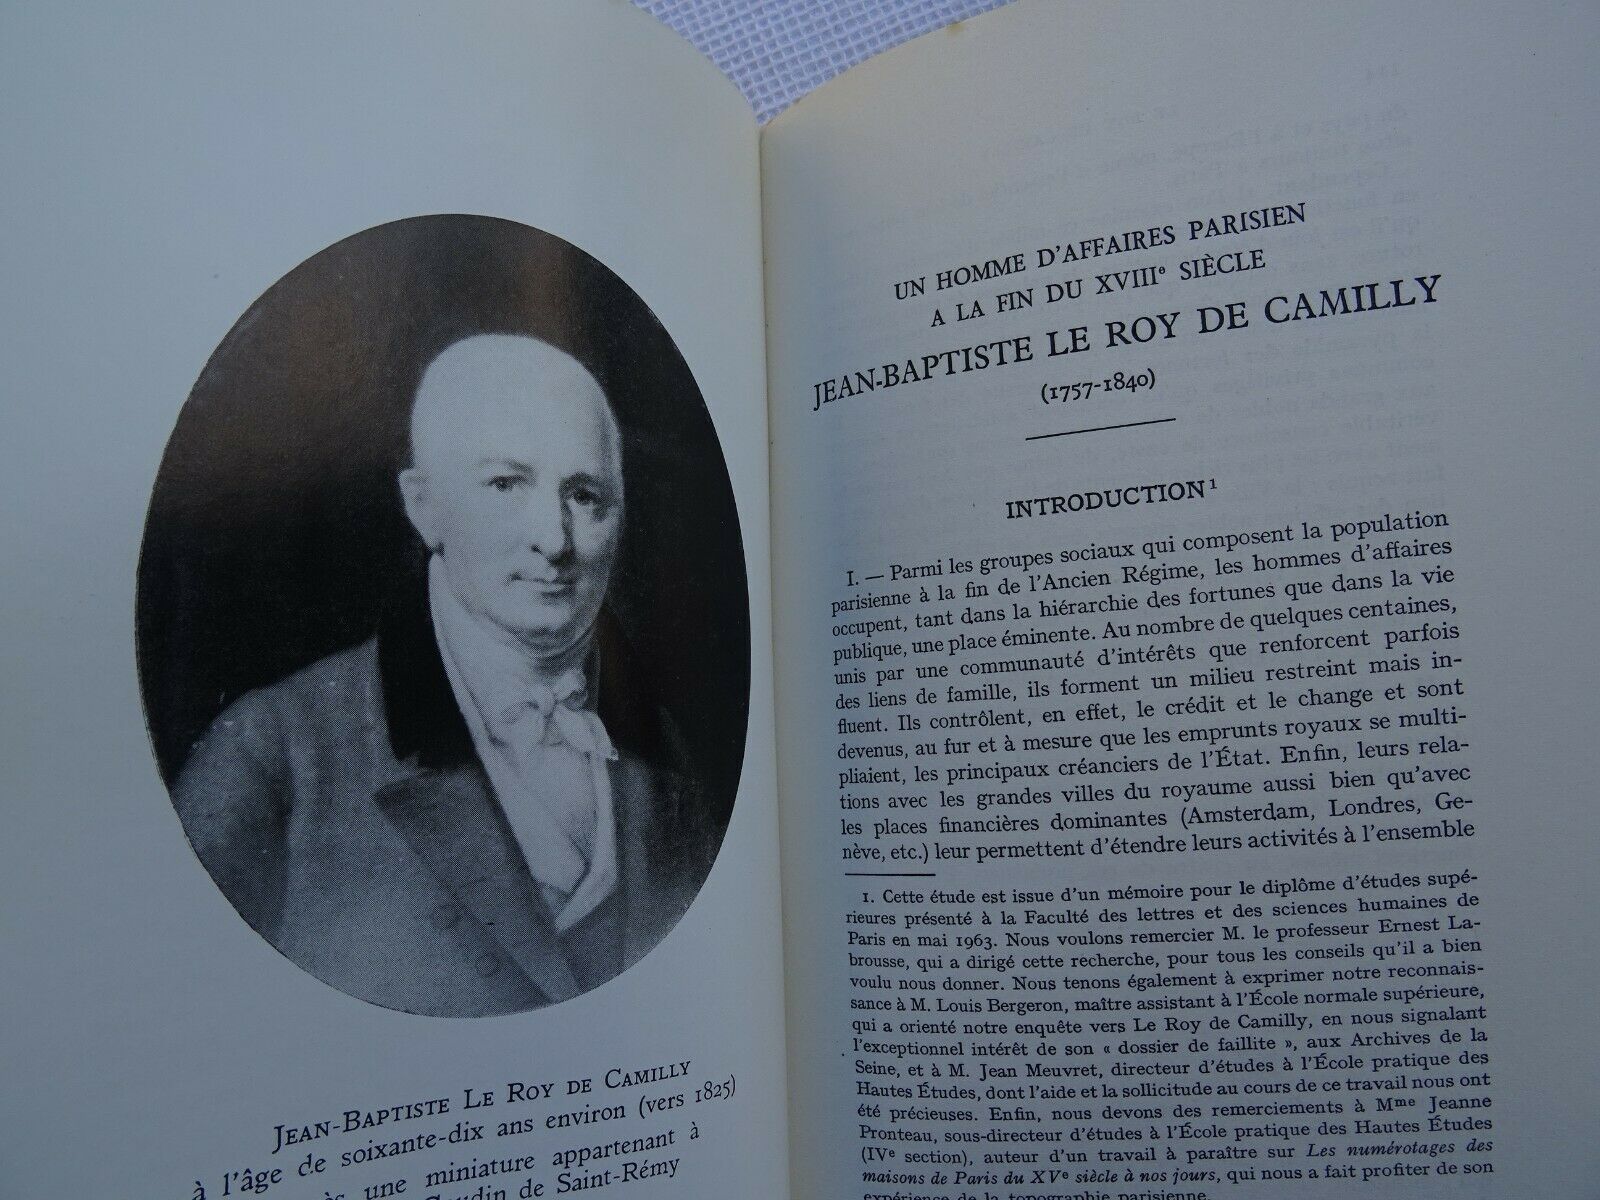 JEAN-BAPTISTE LE ROY DE CAMILLY
à l'âge de soixante-dix ans environ (vers 1825)
une miniature appartenant à
de Saint-Rémy
UN HOMME D'AFFAIRES PARISIEN
A LA FIN DU XVIIIe SIÈCLE
JEAN-BAPTISTE LE ROY DE CAMILLY
(1757-1840)
INTRODUCTION1
I. — Parmi les groupes sociaux qui composent la population
parisienne à la fin de l'Ancien Régime, les hommes d'affaires
occupent, tant dans la hiérarchie des fortunes que dans la vie
publique, une place éminente. Au nombre de quelques centaines,
unis par une communauté d'intérêts que renforcent parfois
des liens de famille, ils forment un milieu restreint mais in-
fluent. Ils contrôlent, en effet, le crédit et le change et sont
devenus, au fur et à mesure que les emprunts royaux se multi-
pliaient, les principaux créanciers de l'État. Enfin, leurs rela-
tions avec les grandes villes du royaume aussi bien qu'avec
les places financières dominantes (Amsterdam, Londres, Ge-
nève, etc.) leur permettent d'étendre leurs activités à l'ensemble
1. Cette étude est issue d'un mémoire pour le diplôme d'études supé-
rieures présenté à la Faculté des lettres et des sciences humaines de
Paris en mai 1963. Nous voulons remercier M. le professeur Ernest La-
brousse, qui a dirigé cette recherche, pour tous les conseils qu'il a bien
voulu nous donner. Nous tenons également à exprimer notre reconnais-
sance à M. Louis Bergeron, maître assistant à l'École normale supérieure,
qui a orienté notre enquête vers Le Roy de Camilly, en nous signalant
l'exceptionnel intérêt de son « dossier de faillite », aux Archives de la
Seine, et à M. Jean Meuvret, directeur d'études à l'École pratique des
Hautes Études, dont l'aide et la sollicitude au cours de ce travail nous ont
été précieuses. Enfin, nous devons des remerciements à Mme Jeanne
Pronteau, sous-directeur d'études à l'École pratique des Hautes Études
(IVe section), auteur d'un travail à paraître sur Les numérotages des
maisons de Paris du XVe siècle à nos jours, qui nous a fait profiter de son
expérience de la topographie parisienne.